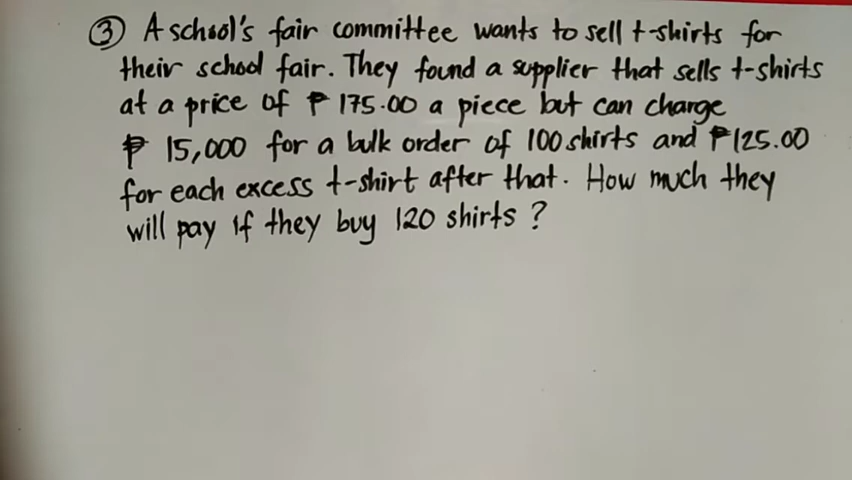 ③ A school's fair committee wants to sell t-shirts for
their school fair. They found a supplier that sells t-shirts
at a price of ₱ 175.00 a piece but can charge
₱ 15,000 for a bulk order of 100 shirts and ₱125.00
for each excess t-shirt after that. How much they
will pay if they buy 120 shirts?